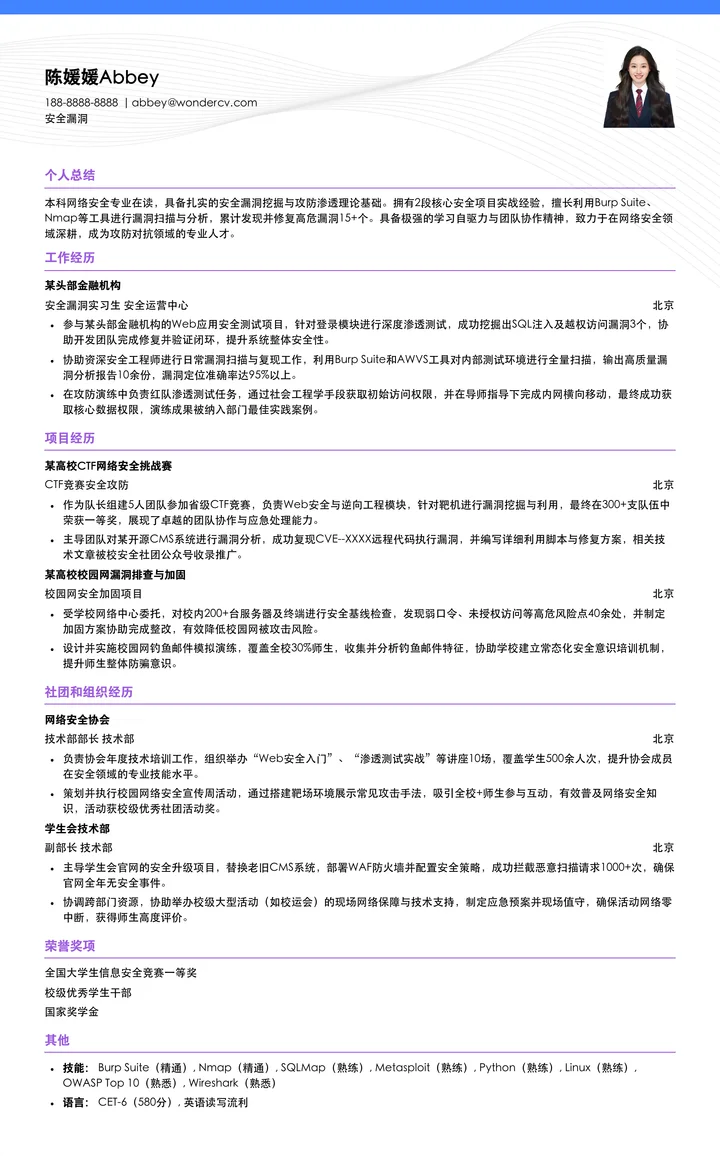 陈媛媛Abbey
188-8888-8888 | abbey@wondercv.com
安全漏洞
个人总结
本科网络安全专业在读，具备扎实的安全漏洞挖掘与攻防渗透理论基础。拥有2段核心安全项目实战经验，擅长利用Burp Suite、
Nmap等工具进行漏洞扫描与分析，累计发现并修复高危漏洞15+个。具备极强的学习自驱力与团队协作精神，致力于在网络安全领
域深耕，成为攻防对抗领域的专业人才。
工作经历
某头部金融机构
安全漏洞实习生 安全运营中心 北京
• 参与某头部金融机构的Web应用安全测试项目，针对登录模块进行深度渗透测试，成功挖掘出SQL注入及越权访问漏洞3个，协
助开发团队完成修复并验证闭环，提升系统整体安全性。
• 协助资深安全工程师进行日常漏洞扫描与复现工作，利用Burp Suite和AWVS工具对内部测试环境进行全量扫描，输出高质量漏
洞分析报告10余份，漏洞定位准确率达95%以上。
• 在攻防演练中负责红队渗透测试任务，通过社会工程学手段获取初始访问权限，并在导师指导下完成内网横向移动，最终成功获
取核心数据权限，演练成果被纳入部门最佳实践案例。
项目经历
某高校CTF网络安全挑战赛
CTF竞赛安全攻防 北京
• 作为队长组建5人团队参加省级CTF竞赛，负责Web安全与逆向工程模块，针对靶机进行漏洞挖掘与利用，最终在300+支队伍中
荣获一等奖，展现了卓越的团队协作与应急处理能力。
• 主导团队对某开源CMS系统进行漏洞分析，成功复现CVE--XXXX远程代码执行漏洞，并编写详细利用脚本与修复方案，相关技
术文章被校安全社团公众号收录推广。
某高校校园网漏洞排查与加固
校园网安全加固项目 北京
• 受学校网络中心委托，对校内200+台服务器及终端进行安全基线检查，发现弱口令、未授权访问等高危风险点40余处，并制定
加固方案协助完成整改，有效降低校园网被攻击风险。
• 设计并实施校园网钓鱼邮件模拟演练，覆盖全校30%师生，收集并分析钓鱼邮件特征，协助学校建立常态化安全意识培训机制，
提升师生整体防骗意识。
社团和组织经历
网络安全协会
技术部部长 技术部 北京
• 负责协会年度技术培训工作，组织举办“Web安全入门”、“渗透测试实战”等讲座10场，覆盖学生500余人次，提升协会成员
在安全领域的专业技能水平。
• 策划并执行校园网络安全宣传周活动，通过搭建靶场环境展示常见攻击手法，吸引全校+师生参与互动，有效普及网络安全知
识，活动获校级优秀社团活动奖。
学生会技术部
副部长 技术部 北京
• 主导学生会官网的安全升级项目，替换老旧CMS系统，部署WAF防火墙并配置安全策略，成功拦截恶意扫描请求1000+次，确保
官网全年无安全事件。
• 协调跨部门资源，协助举办校级大型活动（如校运会）的现场网络保障与技术支持，制定应急预案并现场值守，确保活动网络零
中断，获得师生高度评价。
荣誉奖项
全国大学生信息安全竞赛一等奖
校级优秀学生干部
国家奖学金
其他
• 技能： Burp Suite（精通）, Nmap（精通）, SQLMap（熟练）, Metasploit（熟练）, Python（熟练）, Linux（熟练）,
OWASP Top 10（熟悉）, Wireshark（熟悉）
• 语言： CET-6（580分）, 英语读写流利